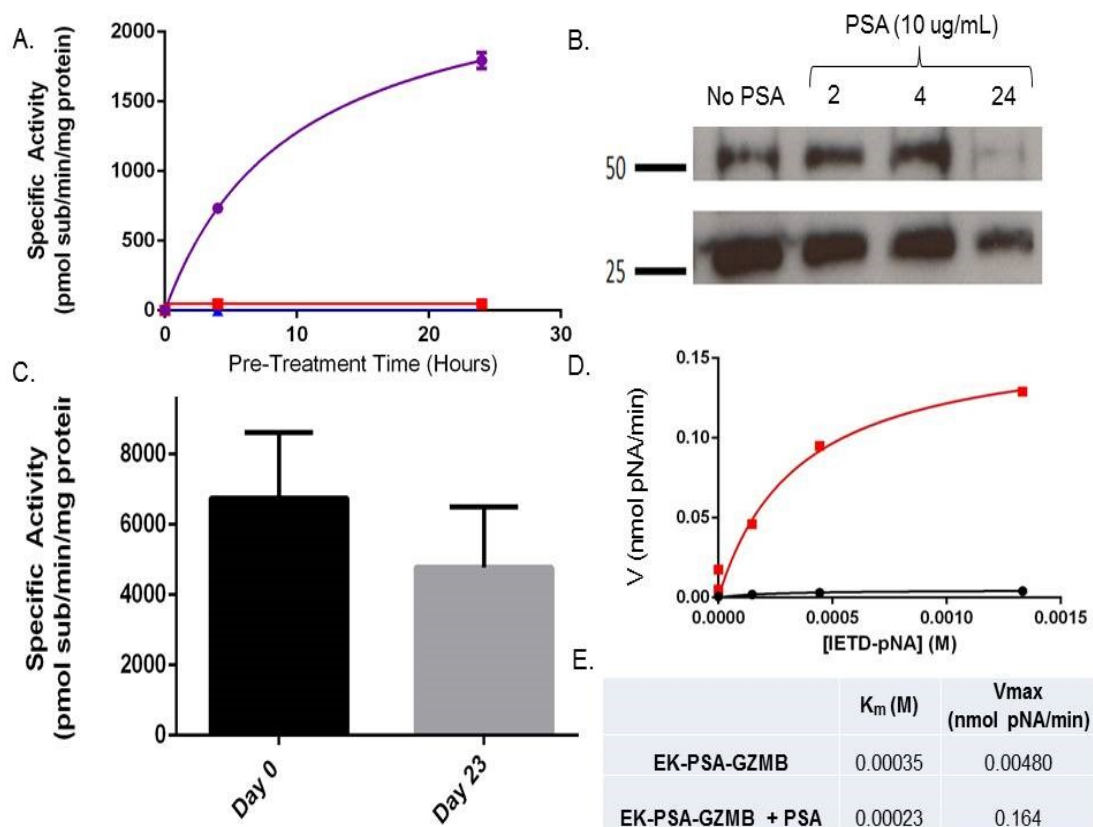 A.
Specific Activity
(pmol sub/min/mg protein)
2000
1500
1000
500
0
0 10 20 30
Pre-Treatment Time (Hours)
B.
PSA (10 ug/mL)
No PSA 2 4 24
50
25
C.
Specific Activity
(pmol sub/min/mg protein
8000
6000
4000
2000
0
Day 0
Day 23
D.
V (nmol pNA/min)
0.15
0.10
0.05
0.00
0.0000 0.0005 0.0010 0.0015
[IETD-pNA] (M)
E.
Km (M) Vmax
(nmol pNA/min)
EK-PSA-GZMB 0.00035 0.00480
EK-PSA-GZMB + PSA 0.00023 0.164